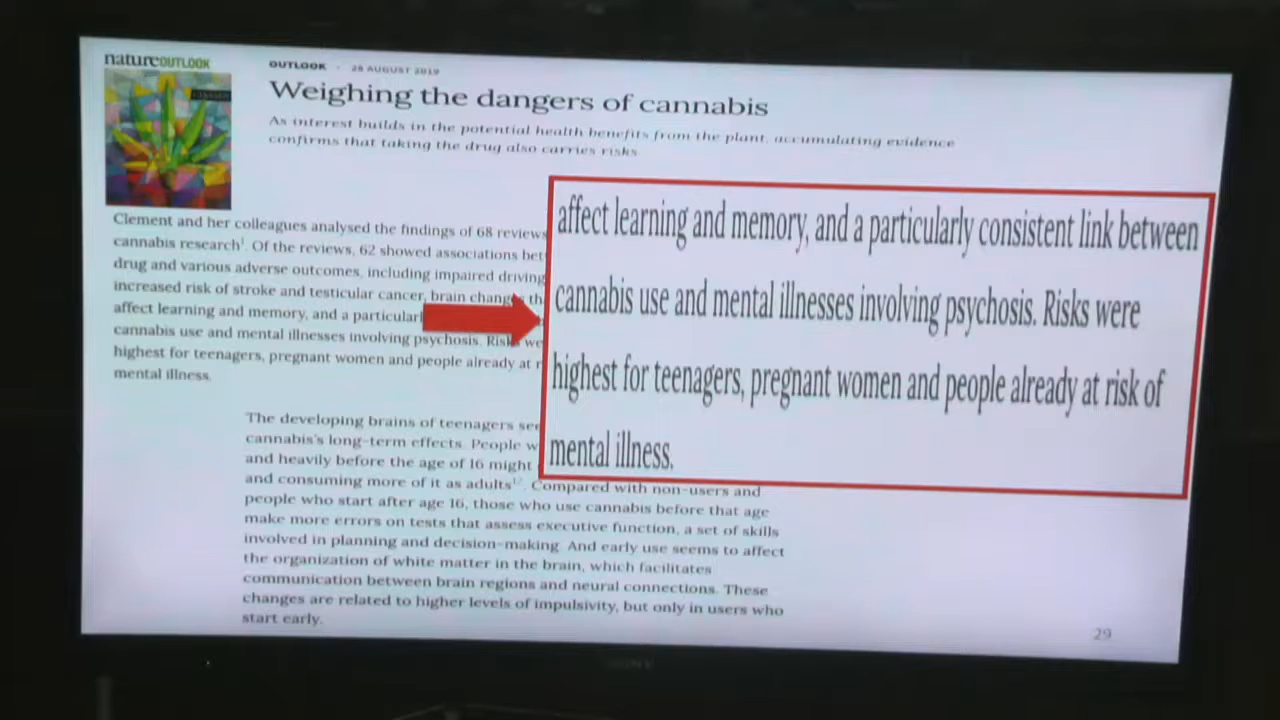 nature OUTLOOK
OUTLOOK · 28 AUGUST 2019
Weighing the dangers of cannabis
As interest builds in the potential health benefits from the plant, accumulating evidence
confirms that taking the drug also carries risks.
Clement and her colleagues analysed the findings of 68 reviews
cannabis research¹. Of the reviews, 62 showed associations bet
drug and various adverse outcomes, including impaired driving,
increased risk of stroke and testicular cancer, brain changes th
affect learning and memory, and a particularl
cannabis use and mental illnesses involving psychosis. Risks we
highest for teenagers, pregnant women and people already at r
mental illness.
affect learning and memory, and a particularly consistent link between
cannabis use and mental illnesses involving psychosis. Risks were
highest for teenagers, pregnant women and people already at risk of
mental illness.
The developing brains of teenagers see
cannabis's long-term effects. People w
and heavily before the age of 16 might
and consuming more of it as adults¹². Compared with non-users and
people who start after age 16, those who use cannabis before that age
make more errors on tests that assess executive function, a set of skills
involved in planning and decision-making. And early use seems to affect
the organization of white matter in the brain, which facilitates
communication between brain regions and neural connections. These
changes are related to higher levels of impulsivity, but only in users who
start early.
29
SONY